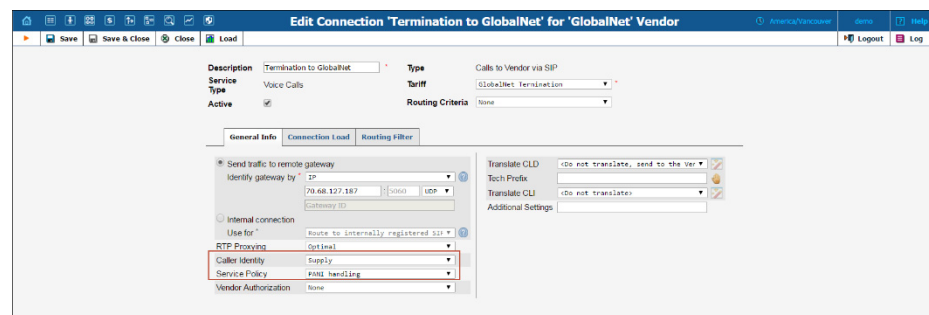 Edit Connection 'Termination to GlobalNet' for 'GlobalNet' Vendor
America/Vancouver
demo
Help
Save
Save & Close
Close
Load
Logout
Log
Description Termination to GlobalNet * Type Calls to Vendor via SIP
Service Type Voice Calls Tariff GlobalNet Termination *
Active Routing Criteria None
General Info Connection Load Routing Filter
Send traffic to remote gateway
Identify gateway by * IP
70.68.127.187 : 5060 UDP
Gateway ID
Internal connection
Use for * Route to internally registered SIP
RTP Proxying Optimal
Caller Identity Supply
Service Policy PANI handling
Vendor Authorization None
Translate CLD <Do not translate, send to the Ver
Tech Prefix
Translate CLI <Do not translate>
Additional Settings